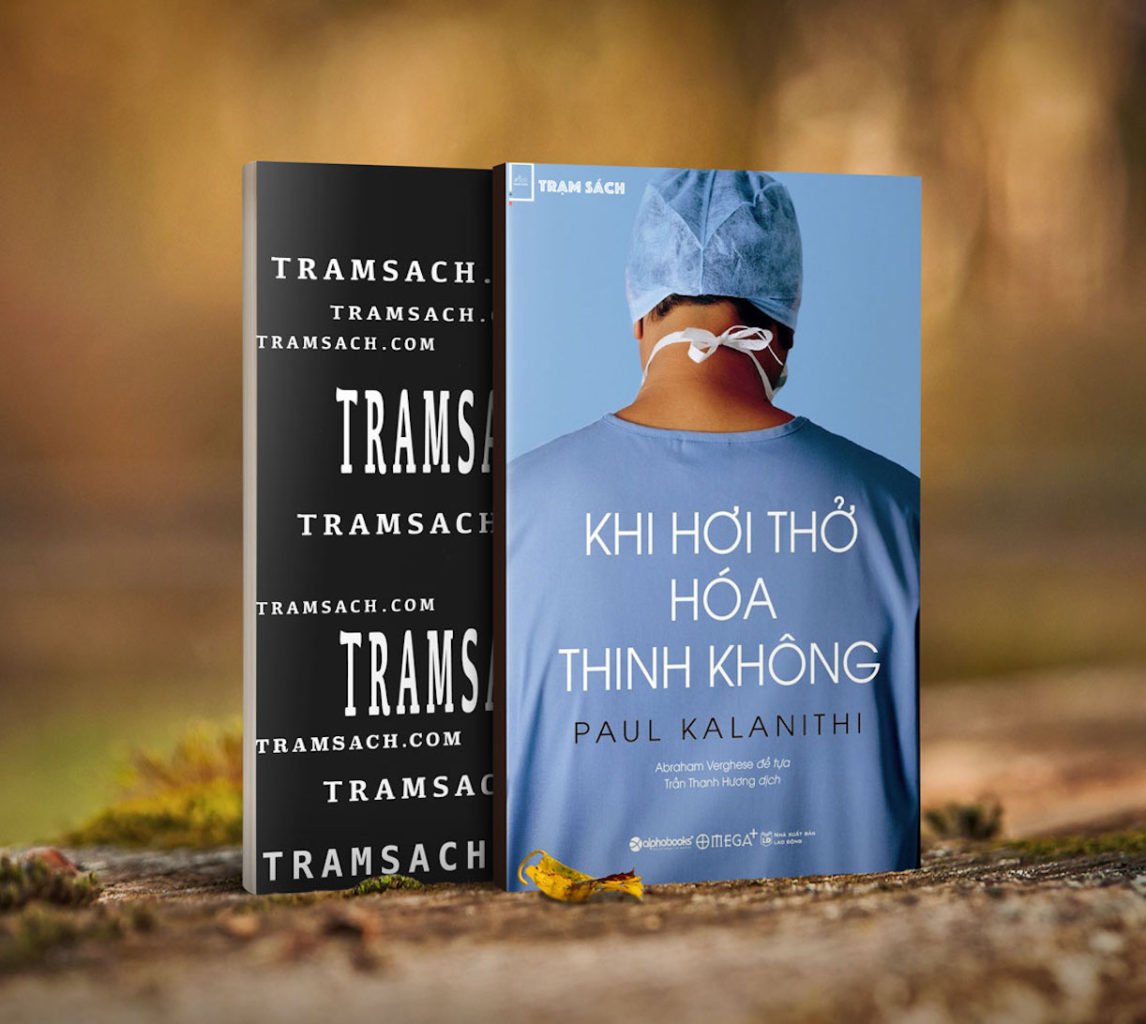 TRAMSACH.
TRAMSACH.
TRAMSACH.COM
TRAMSA
TRAMSACH
TRAMSACH.COM
TRAMSA
TRAMSACH.COM
TRAMSAC
TRAMSACH
TRẠM SÁCH
KHI HƠI THỞ
HÓA
THINH KHÔNG
PAUL KALANITHI
Abraham Verghese đề tựa
Trần Thanh Hương dịch
alphabooks
OMEGA+
NHÀ XUẤT BẢN
LAO ĐỘNG